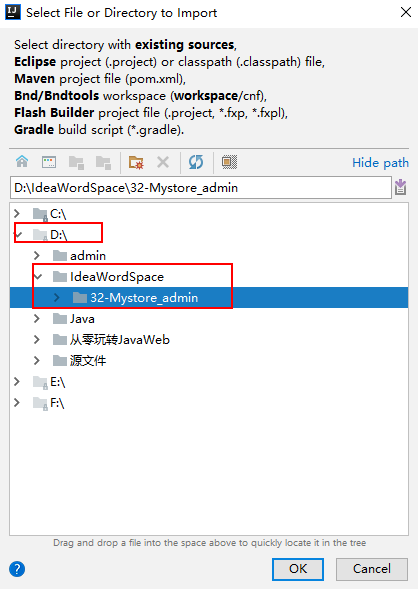 Select File or Directory to Import
Select directory with existing sources,
Eclipse project (.project) or classpath (.classpath) file,
Maven project file (pom.xml),
Bnd/Bndtools workspace (workspace/cnf),
Flash Builder project file (.project, *.fxp, *.fxpl),
Gradle build script (*.gradle).
Hide path
D:\IdeaWordSpace\32-Mystore_admin
C:\
D:\
admin
IdeaWordSpace
32-Mystore_admin
Java
从零玩转JavaWeb
源文件
E:\
F:\
Drag and drop a file into the space above to quickly locate it in the tree
?
OK
Cancel